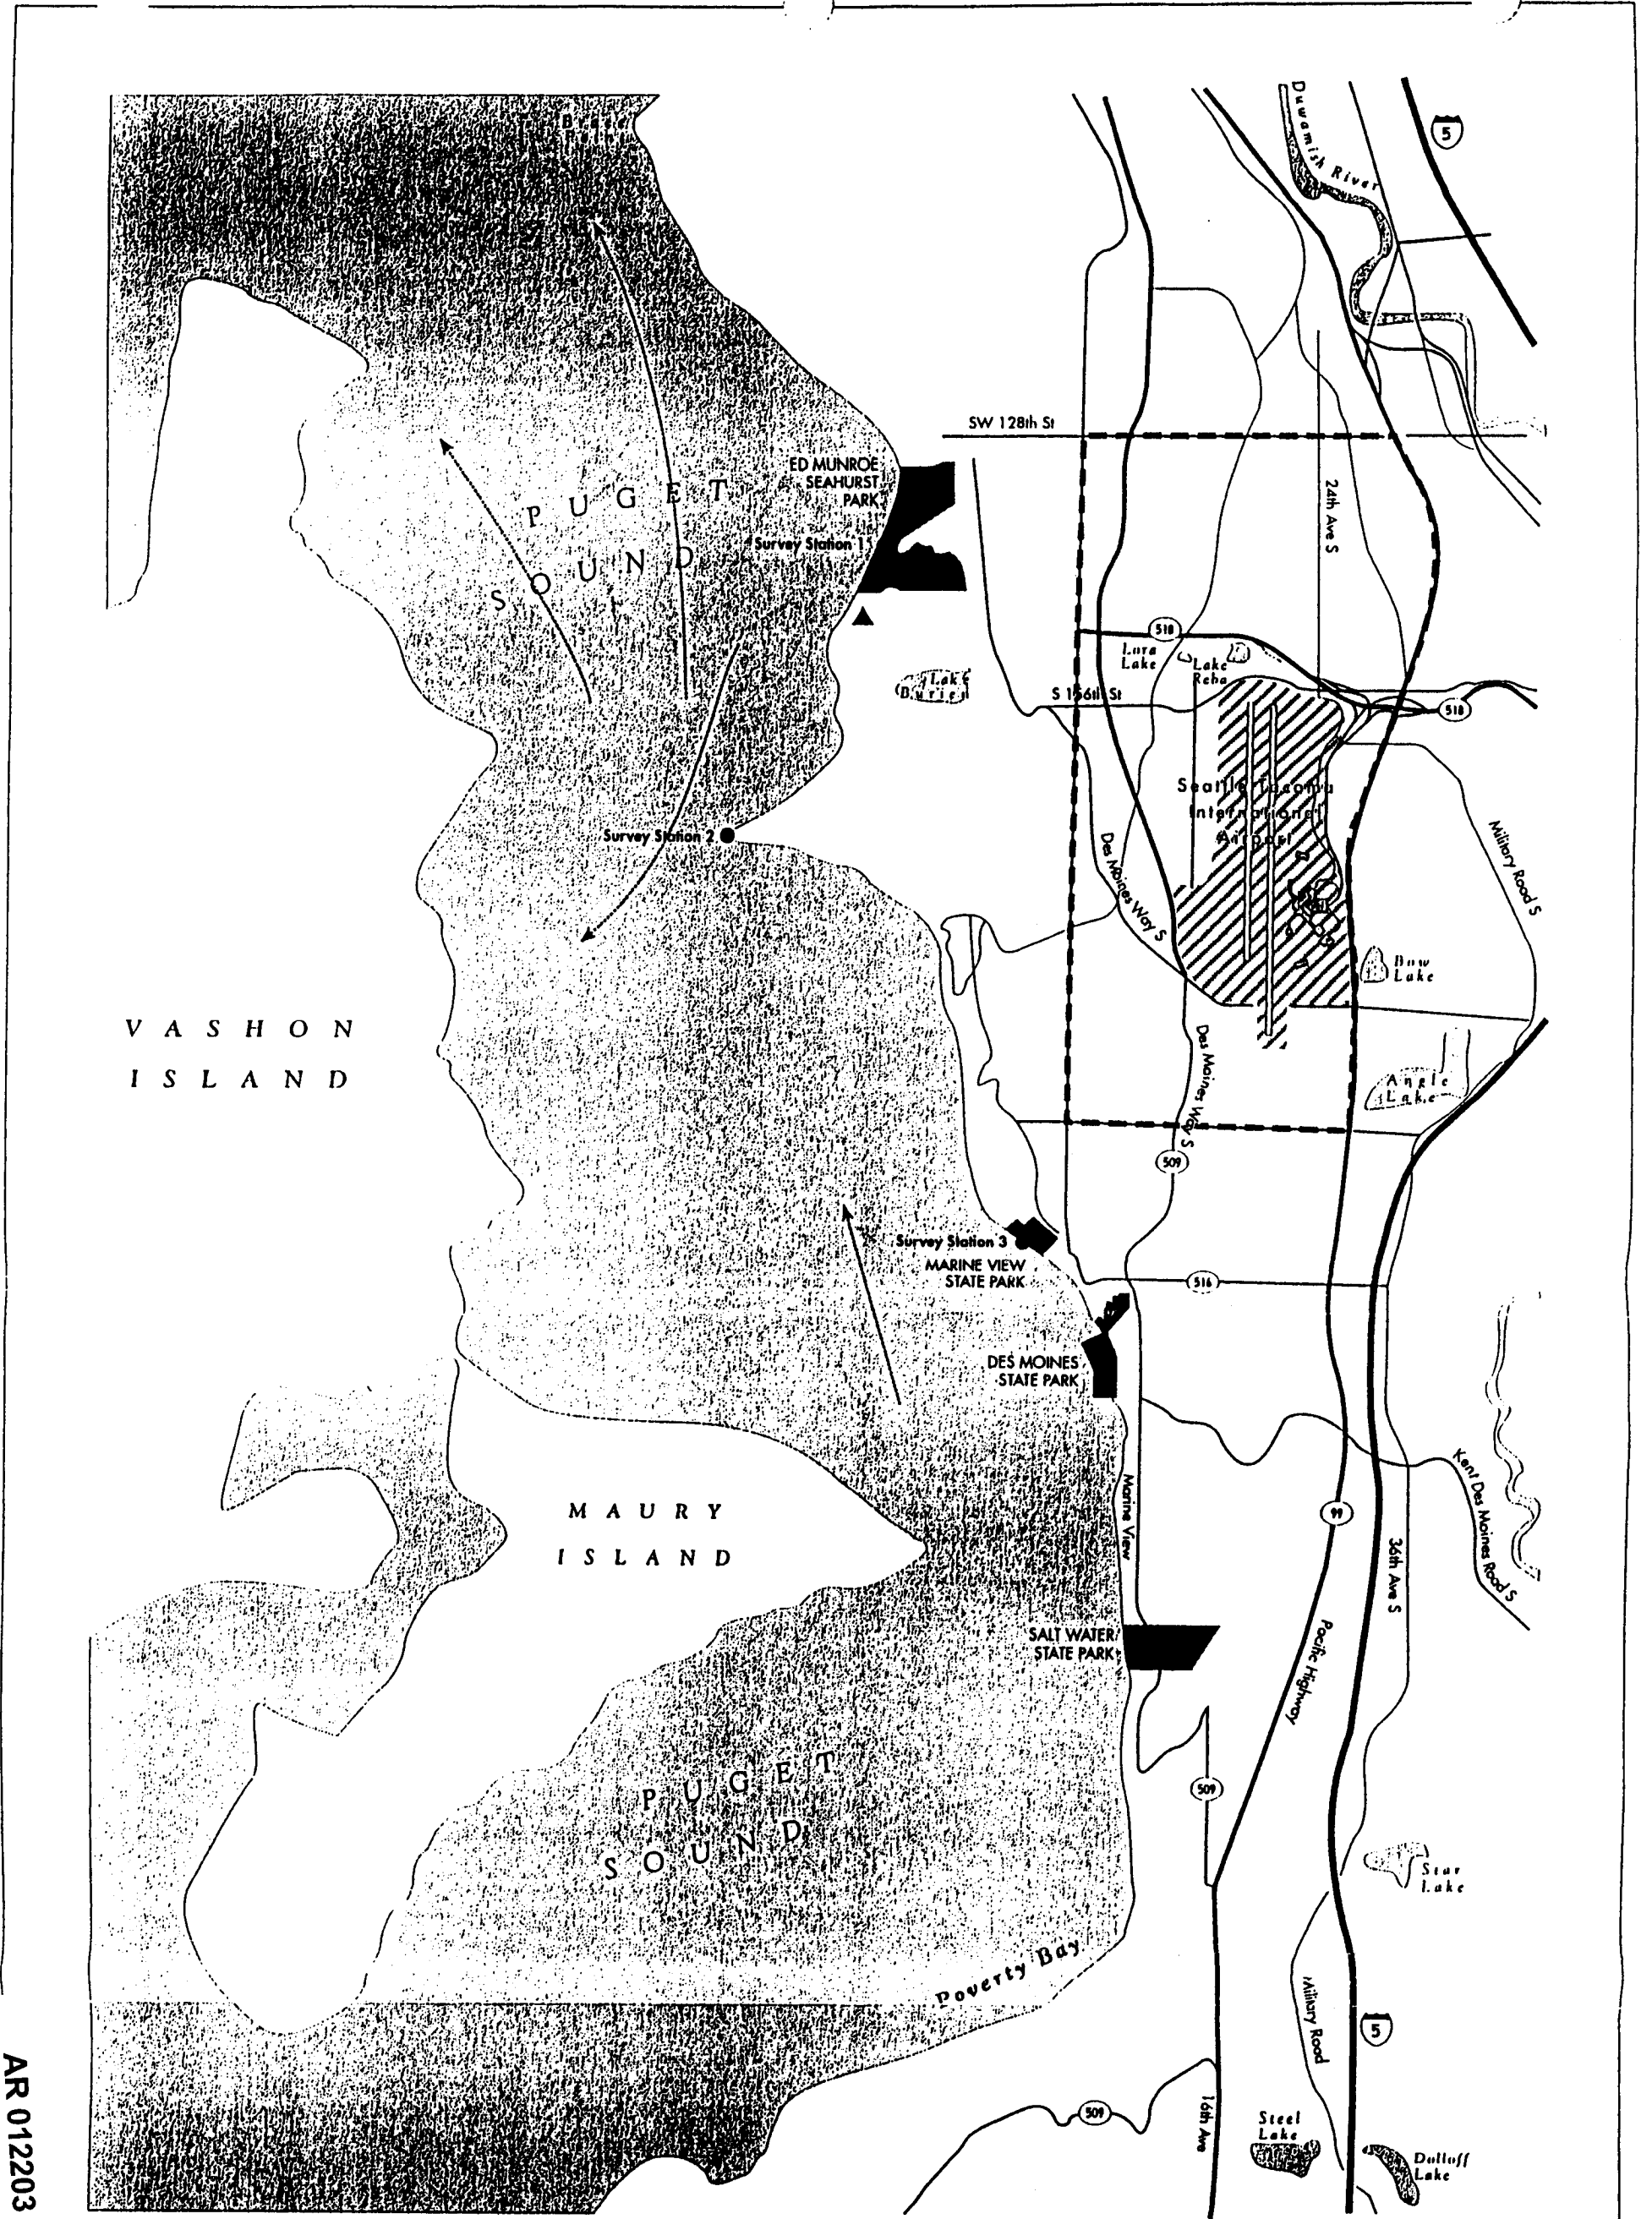 Duwamish River
5
SW 128th St
ED MUNROE
SEAHURST
PARK
24th Ave S
PUGET
SOUND
Survey Station 1
518
Lora
Lake
Lake
Reba
Lake
Burien
S 156th St
518
Seattle Tacoma
International
Airport
Survey Station 2
Military Road S
Des Moines Way S
Bow
Lake
VASHON
ISLAND
Des Moines Way S
Angle
Lake
509
Survey Station 3
MARINE VIEW
STATE PARK
516
DES MOINES
STATE PARK
Marine View
Kent Des Moines Road S
MAURY
ISLAND
99
36th Ave S
SALT WATER
STATE PARK
Pacific Highway
PUGET
SOUND
509
Star
Lake
Poverty Bay
Military Road
5
509
16th Ave
Steel
Lake
Dolloff
Lake
AR 012203